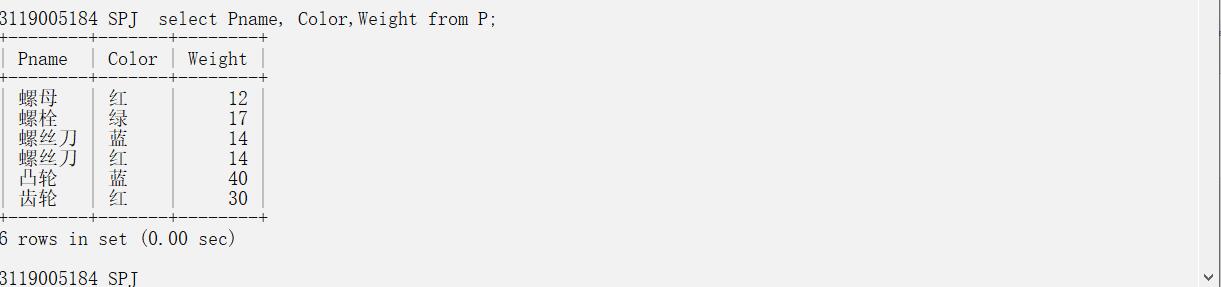 3119005184 SPJ  select Pname, Color,Weight from P;
+--------+-------+--------+
| Pname  | Color | Weight |
+--------+-------+--------+
| 螺母   | 红    |     12 |
| 螺栓   | 绿    |     17 |
| 螺丝刀 | 蓝    |     14 |
| 螺丝刀 | 红    |     14 |
| 凸轮   | 蓝    |     40 |
| 齿轮   | 红    |     30 |
+--------+-------+--------+
6 rows in set (0.00 sec)
3119005184 SPJ